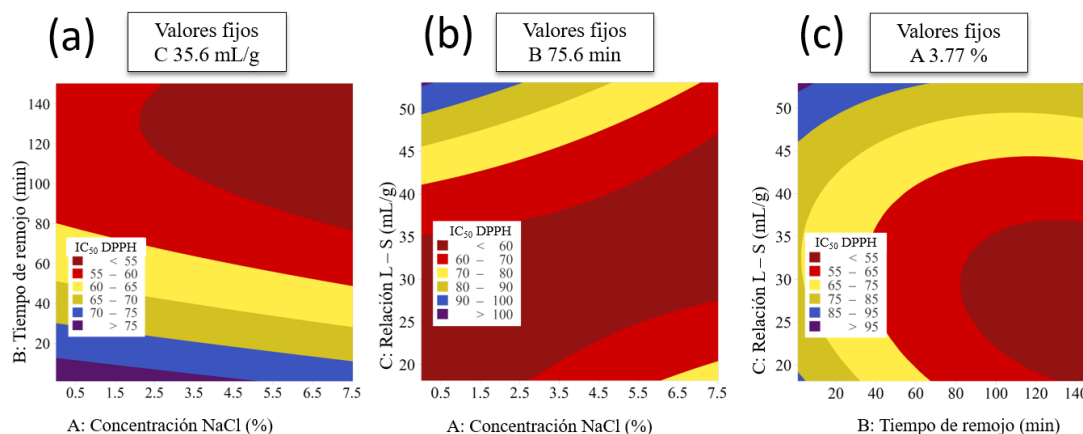 (a)
Valores fijos
C 35.6 mL/g
B: Tiempo de remojo (min)
140
120
100
80
60
40
20
IC₅₀ DPPH
< 55
55 – 60
60 – 65
65 – 70
70 – 75
> 75
0.5 1.5 2.5 3.5 4.5 5.5 6.5 7.5
A: Concentración NaCl (%)
(b)
Valores fijos
B 75.6 min
C: Relación L – S (mL/g)
50
45
40
35
30
25
20
IC₅₀ DPPH
< 60
60 – 70
70 – 80
80 – 90
90 – 100
> 100
0.5 1.5 2.5 3.5 4.5 5.5 6.5 7.5
A: Concentración NaCl (%)
(c)
Valores fijos
A 3.77 %
C: Relación L – S (mL/g)
50
45
40
35
30
25
20
IC₅₀ DPPH
< 55
55 – 65
65 – 75
75 – 85
85 – 95
> 95
20 40 60 80 100 120 140
B: Tiempo de remojo (min)